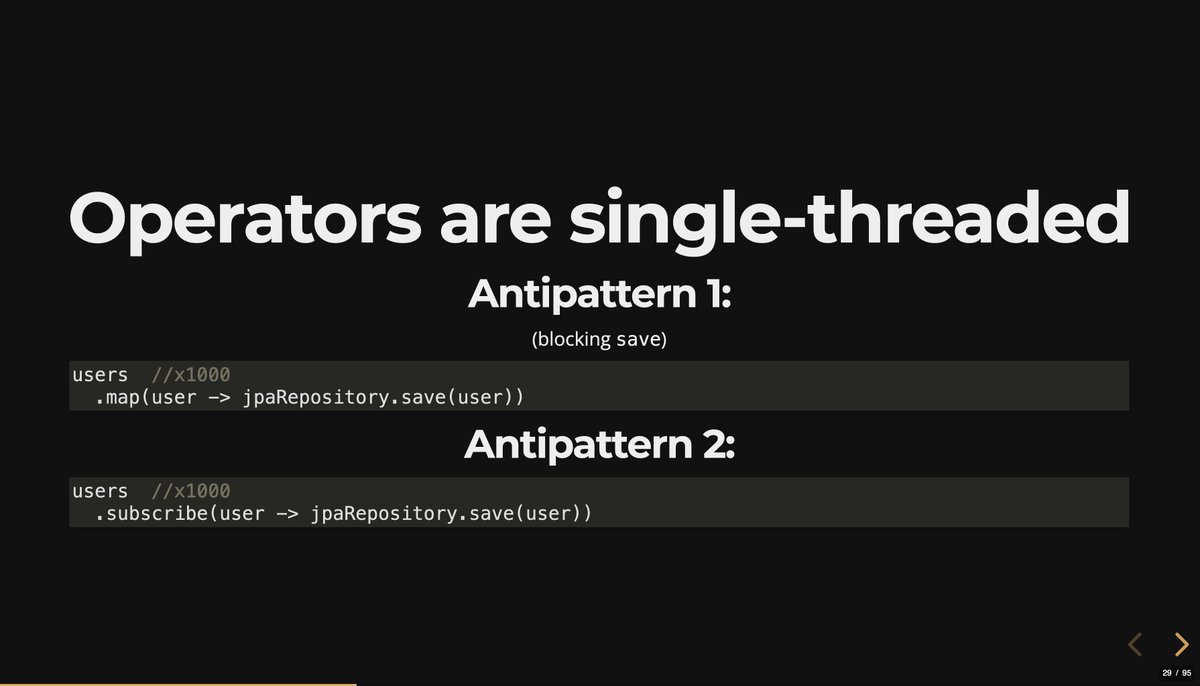 Operators are single-threaded
Antipattern 1:
(blocking save)
users  //x1000
  .map(user -> jpaRepository.save(user))
Antipattern 2:
users  //x1000
  .subscribe(user -> jpaRepository.save(user))
29 / 95